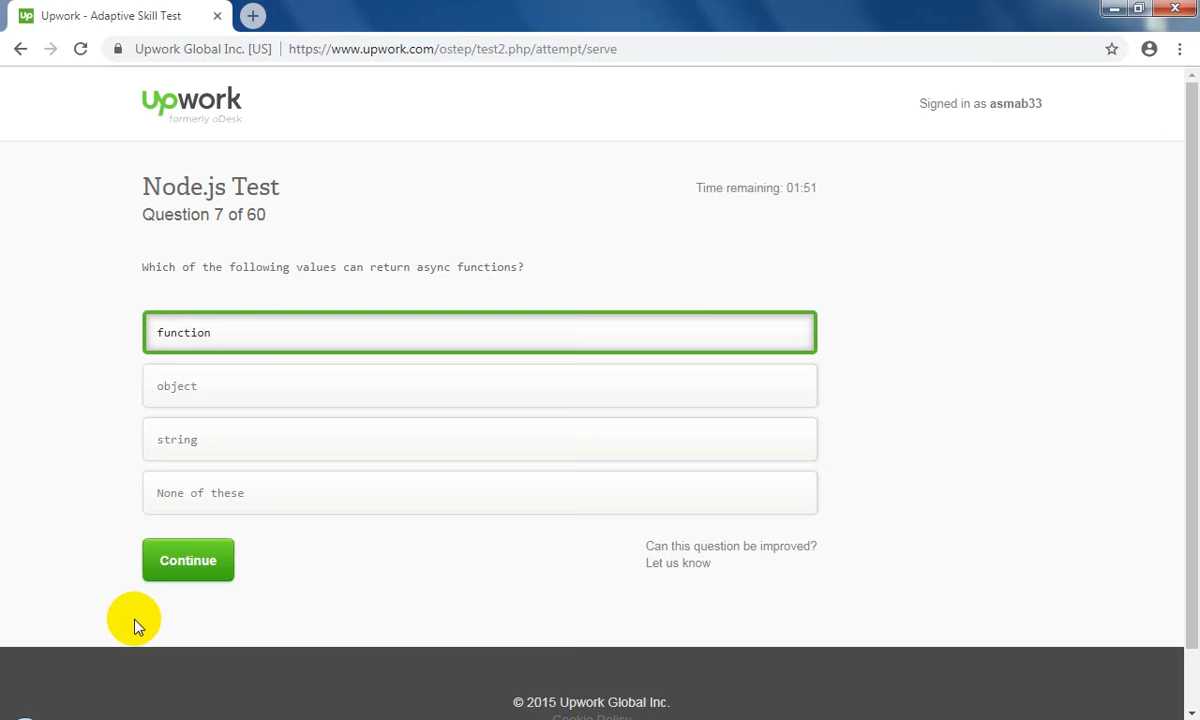 Up Upwork - Adaptive Skill Test
Upwork Global Inc. [US] https://www.upwork.com/ostep/test2.php/attempt/serve
upwork
formerly oDesk
Signed in as asmab33
Node.js Test
Time remaining: 01:51
Question 7 of 60
Which of the following values can return async functions?
function
object
string
None of these
Continue
Can this question be improved?
Let us know
© 2015 Upwork Global Inc.
Cookie Policy